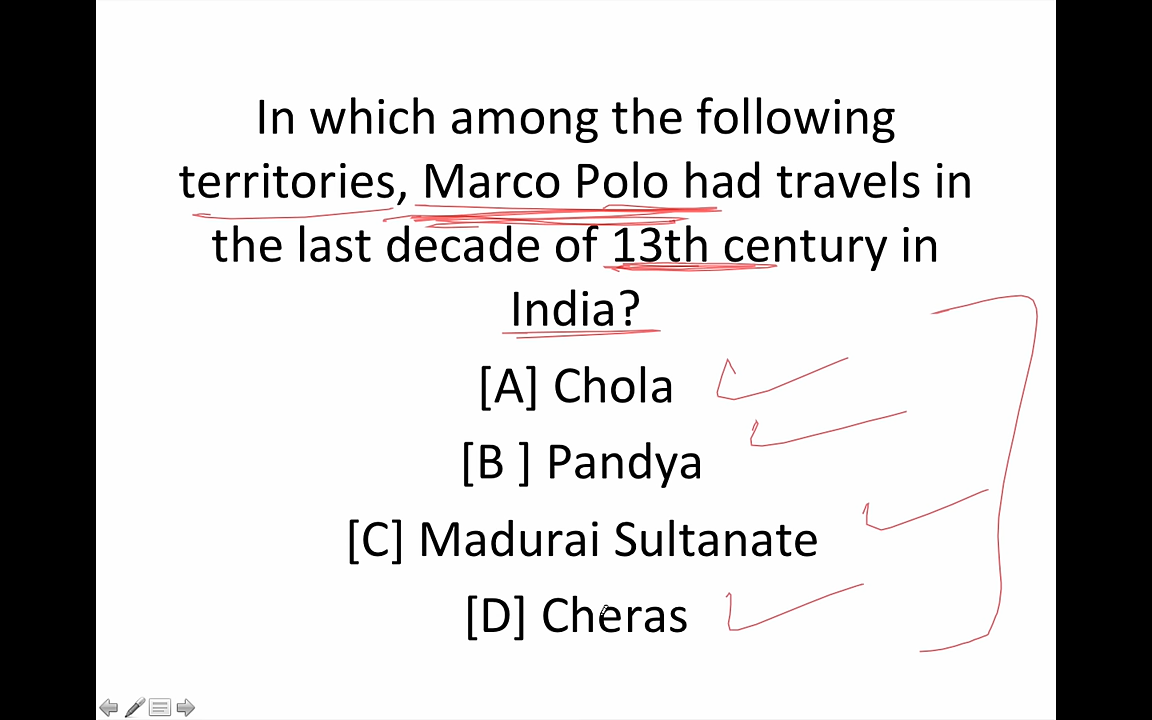 In which among the following
territories, Marco Polo had travels in
the last decade of 13th century in
India?
[A] Chola
[B ] Pandya
[C] Madurai Sultanate
[D] Cheras